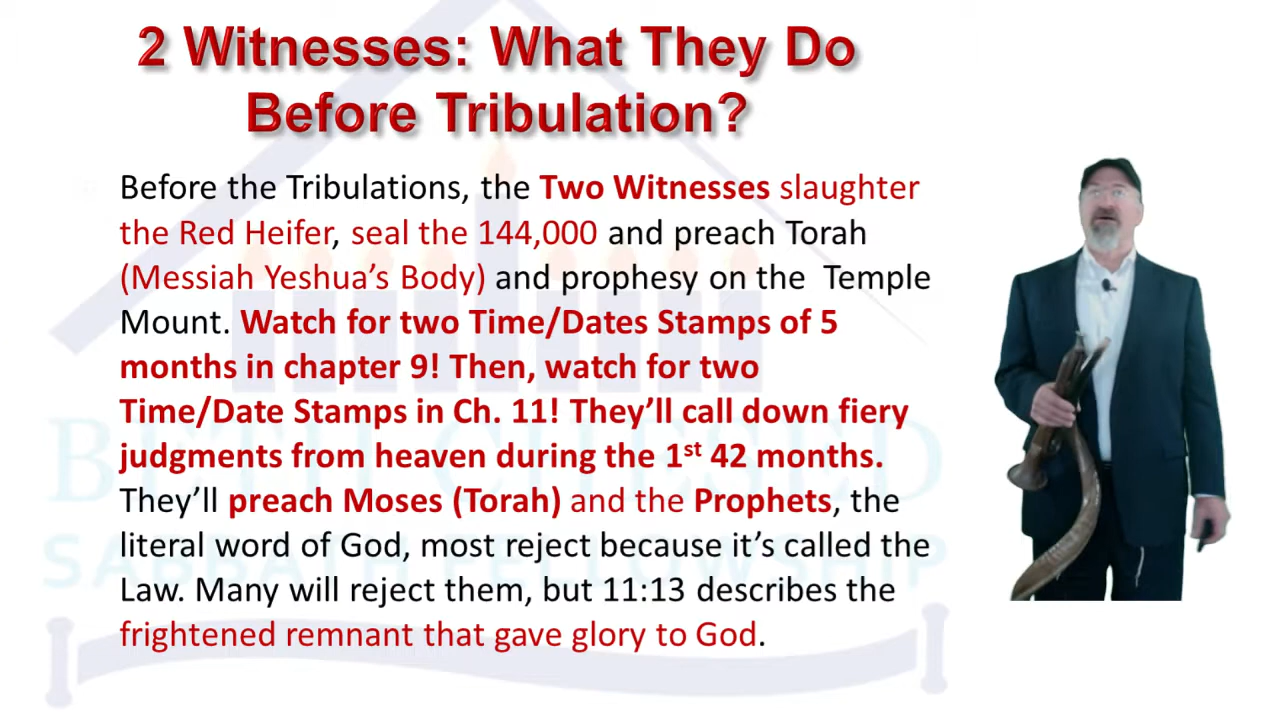 2 Witnesses: What They Do
Before Tribulation?
Before the Tribulations, the Two Witnesses slaughter
the Red Heifer, seal the 144,000 and preach Torah
(Messiah Yeshua’s Body) and prophesy on the  Temple
Mount. Watch for two Time/Dates Stamps of 5
months in chapter 9! Then, watch for two
Time/Date Stamps in Ch. 11! They’ll call down fiery
judgments from heaven during the 1st 42 months.
They’ll preach Moses (Torah) and the Prophets, the
literal word of God, most reject because it’s called the
Law. Many will reject them, but 11:13 describes the
frightened remnant that gave glory to God.
BETH CHESED
SABBATH FELLOWSHIP